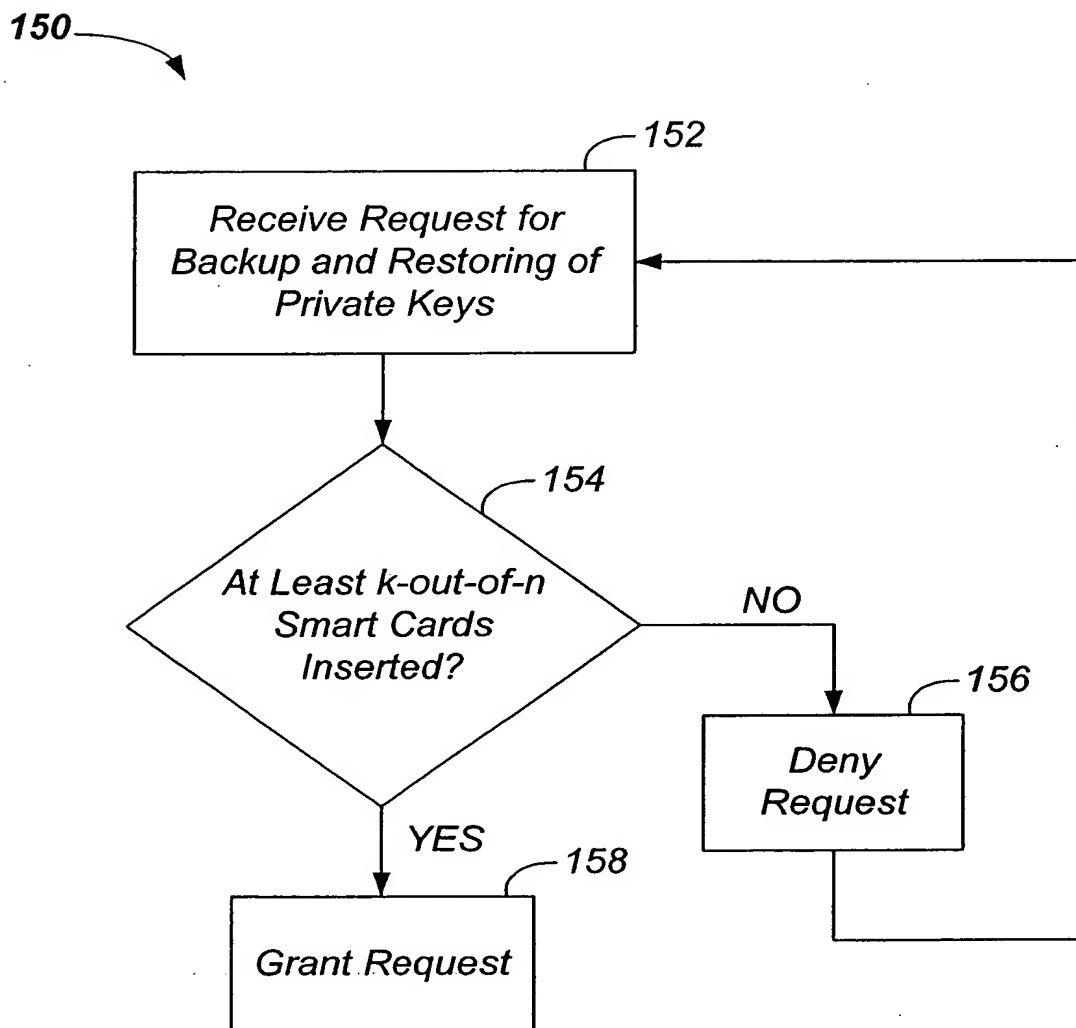 150
152
Receive Request for
Backup and Restoring of
Private Keys
154
At Least k-out-of-n
Smart Cards
Inserted?
NO
156
Deny
Request
YES
158
Grant Request